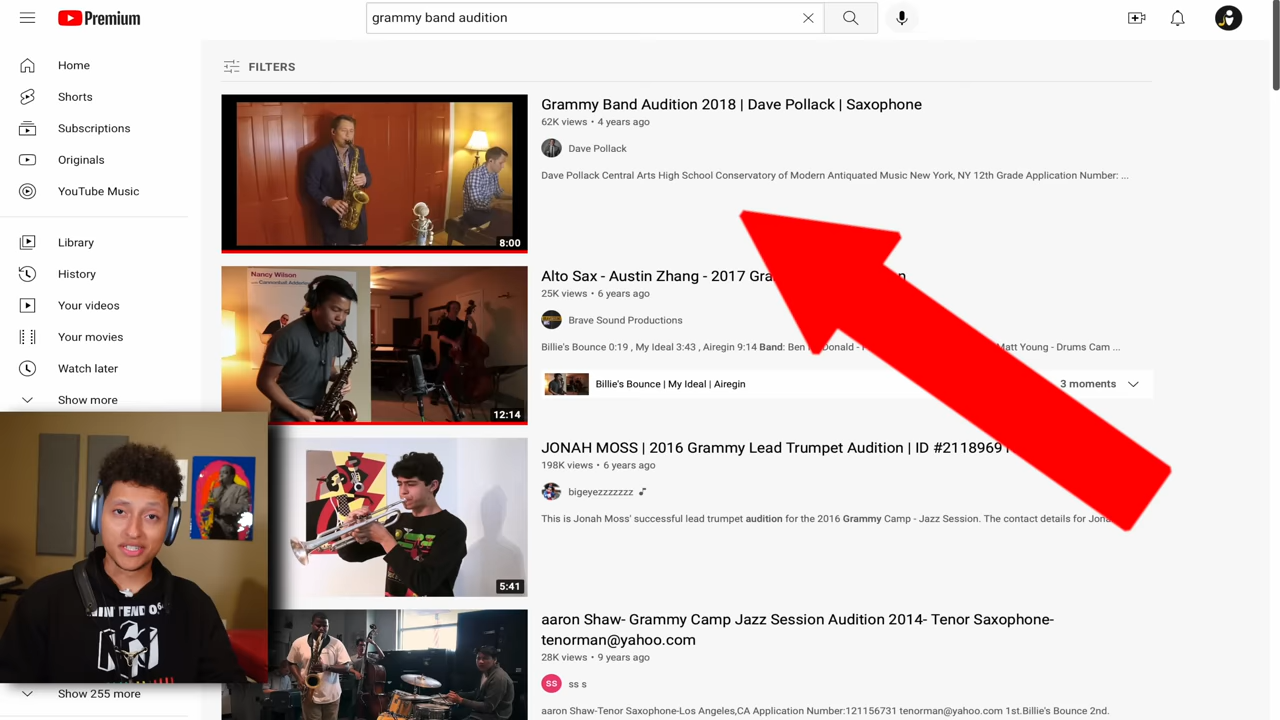 Premium
grammy band audition
Home
Shorts
Subscriptions
Originals
YouTube Music
Library
History
Your videos
Your movies
Watch later
Show more
Show 255 more
FILTERS
8:00
Grammy Band Audition 2018 | Dave Pollack | Saxophone
62K views • 4 years ago
Dave Pollack
Dave Pollack Central Arts High School Conservatory of Modern Antiquated Music New York, NY 12th Grade Application Number: ...
Nancy Wilson
12:14
Alto Sax - Austin Zhang - 2017
25K views • 6 years ago
Brave Sound Productions
Billie's Bounce 0:19 , My Ideal 3:43 , Airegin 9:14 Band: Ben Matt Young - Drums Cam ...
Billie's Bounce | My Ideal | Airegin
3 moments
5:41
JONAH MOSS | 2016 Grammy Lead Trumpet Audition | ID
198K views • 6 years ago
bigeyezzzzzzz
This is Jonah Moss' successful lead trumpet audition for the 2016 Grammy Camp - Jazz Session. The contact details for
aaron Shaw- Grammy Camp Jazz Session Audition 2014- Tenor Saxophone-
tenorman@yahoo.com
28K views • 9 years ago
SS
ss s
aaron Shaw-Tenor Saxophone-Los Angeles,CA Application Number:121156731 tenorman@yahoo.com 1st.Billie's Bounce 2nd.